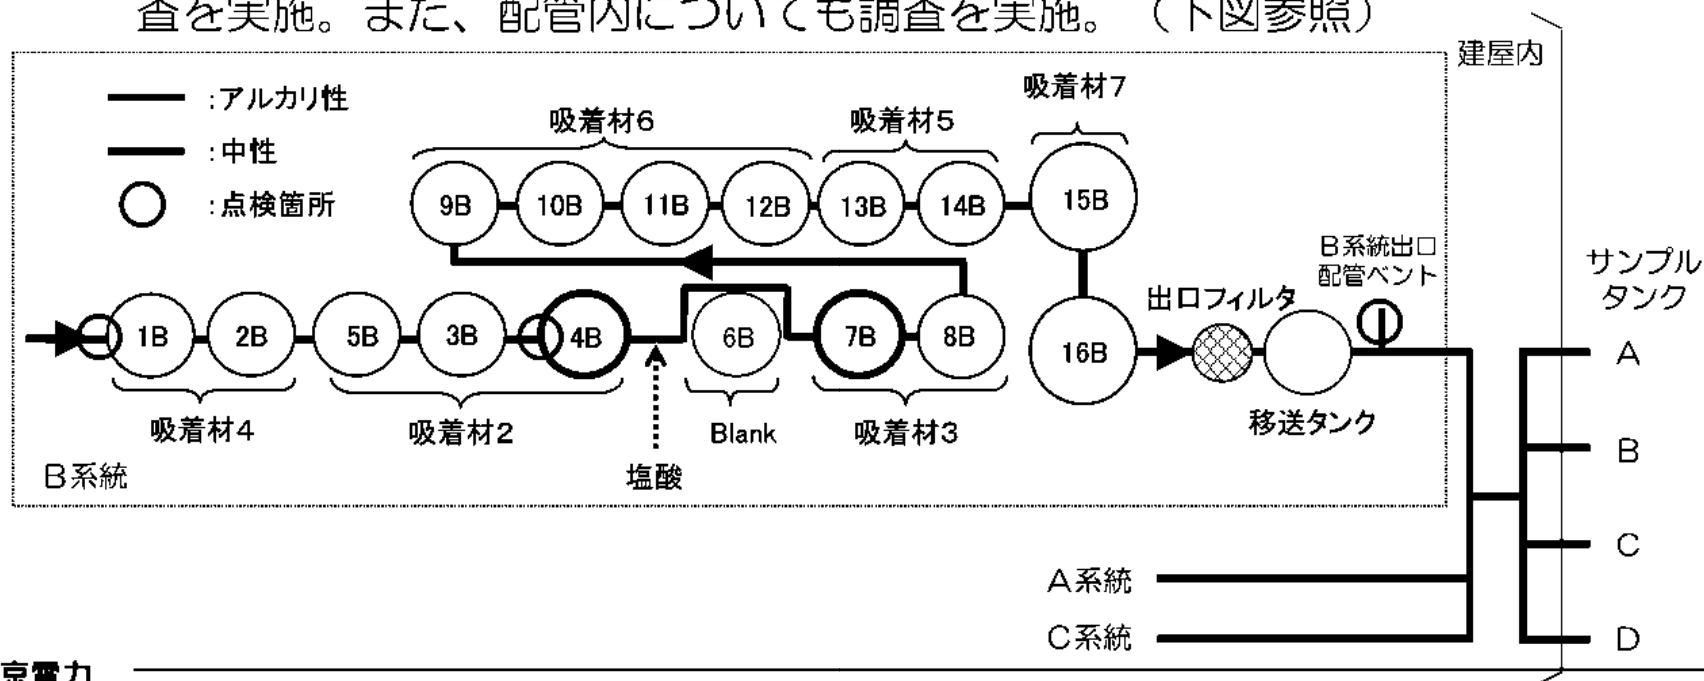 査を実施。また、配管内についても調査を実施。（下図参照）
建屋内
:アルカリ性
:中性
:点検箇所
吸着材6
吸着材5
吸着材7
9B
10B
11B
12B
13B
14B
15B
B系統出口
配管ベント
サンプル
タンク
出口フィルタ
1B
2B
5B
3B
4B
6B
7B
8B
16B
A
移送タンク
吸着材4
吸着材2
Blank
吸着材3
B
B系統
塩酸
C
A系統
C系統
D
京電力